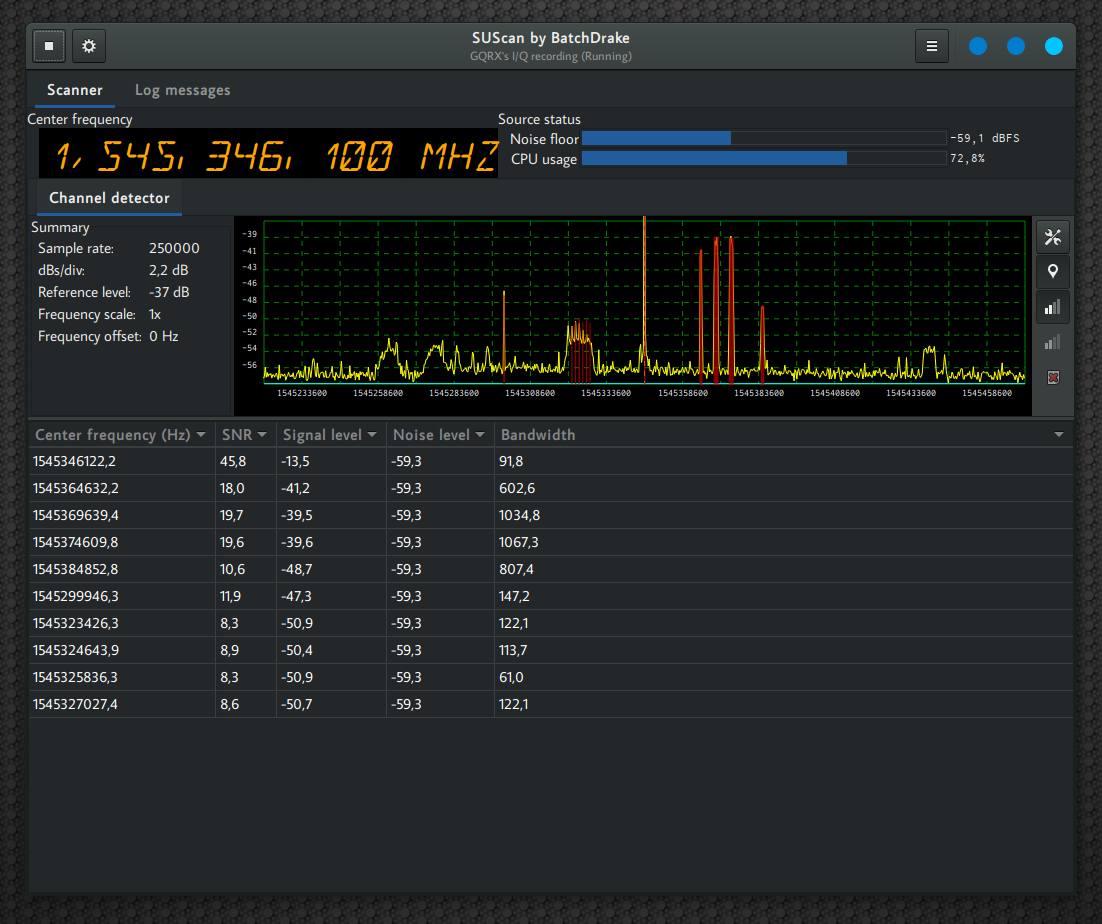 SUScan by BatchDrake
GQRX's I/Q recording (Running)
Scanner Log messages
Center frequency Source status
1, 545, 346, 100 MHZ
Noise floor -59,1 dBFS
CPU usage 72,8%
Channel detector
Summary
Sample rate: 250000
dBs/div: 2,2 dB
Reference level: -37 dB
Frequency scale: 1x
Frequency offset: 0 Hz
-39
-41
-43
-46
-48
-50
-52
-54
-56
1545233600 1545258600 1545283600 1545308600 1545333600 1545358600 1545383600 1545408600 1545433600 1545458600
Center frequency (Hz) SNR Signal level Noise level Bandwidth
1545346122,2 45,8 -13,5 -59,3 91,8
1545364632,2 18,0 -41,2 -59,3 602,6
1545369639,4 19,7 -39,5 -59,3 1034,8
1545374609,8 19,6 -39,6 -59,3 1067,3
1545384852,8 10,6 -48,7 -59,3 807,4
1545299946,3 11,9 -47,3 -59,3 147,2
1545323426,3 8,3 -50,9 -59,3 122,1
1545324643,9 8,9 -50,4 -59,3 113,7
1545325836,3 8,3 -50,9 -59,3 61,0
1545327027,4 8,6 -50,7 -59,3 122,1